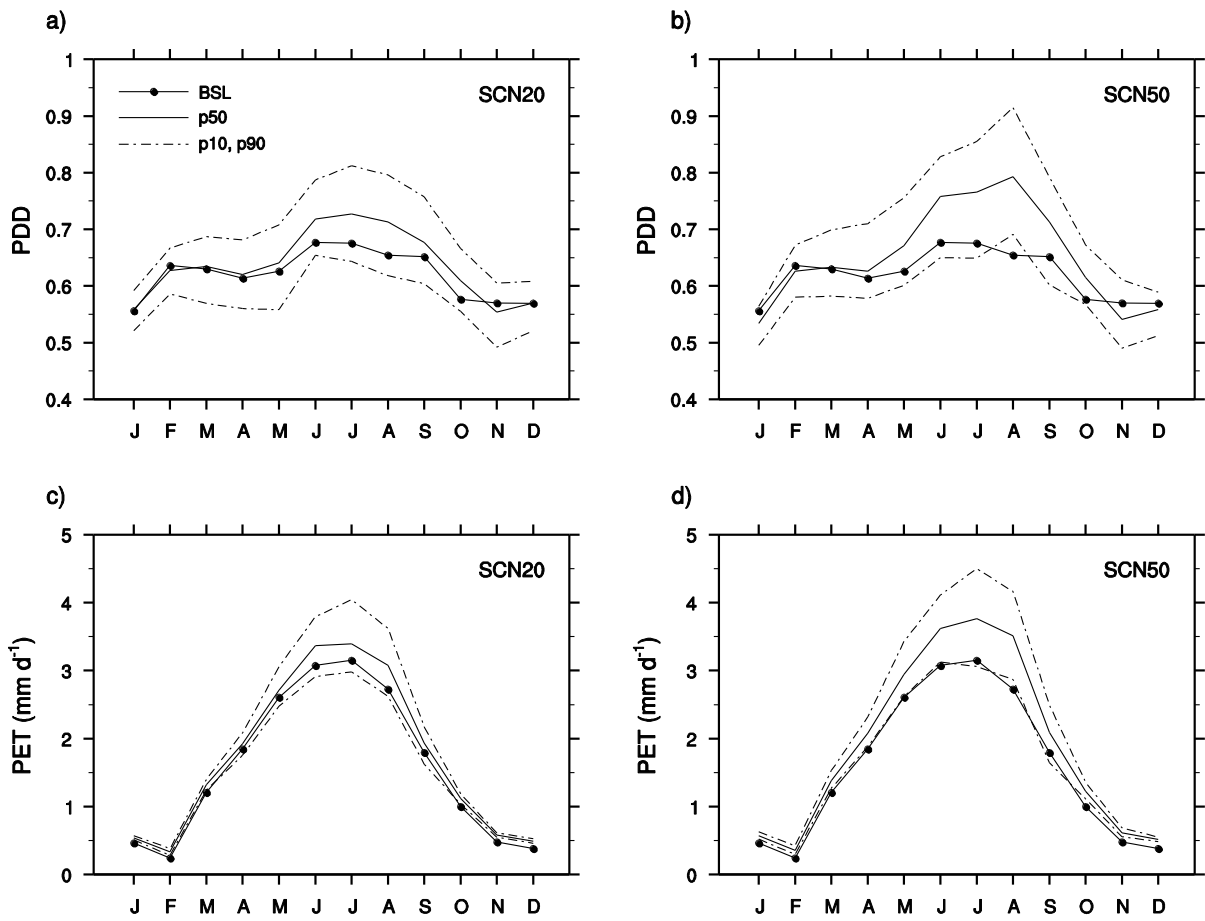 a)
PDD
1
0.9
0.8
0.7
0.6
0.5
0.4
BSL
p50
p10, p90
SCN20
J F M A M J J A S O N D
b)
PDD
1
0.9
0.8
0.7
0.6
0.5
0.4
SCN50
J F M A M J J A S O N D
c)
PET (mm d⁻¹)
5
4
3
2
1
0
SCN20
J F M A M J J A S O N D
d)
PET (mm d⁻¹)
5
4
3
2
1
0
SCN50
J F M A M J J A S O N D